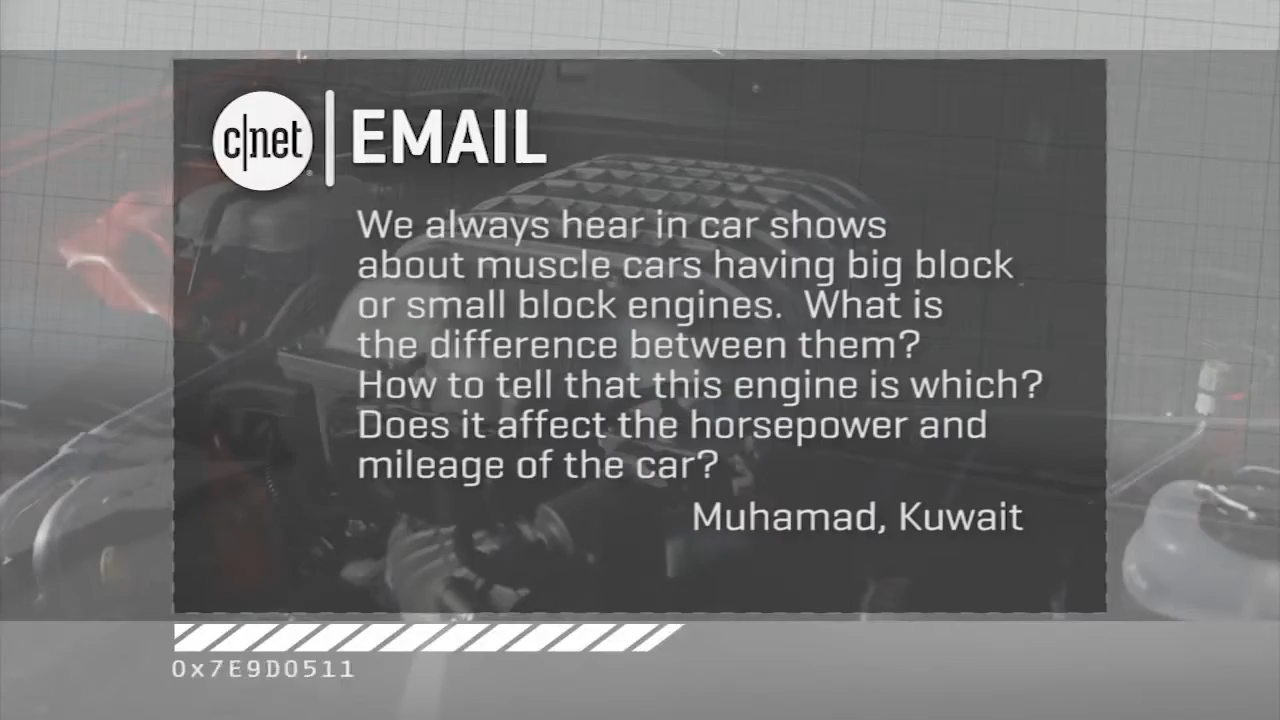 c|net
EMAIL
We always hear in car shows
about muscle cars having big block
or small block engines.  What is
the difference between them?
How to tell that this engine is which?
Does it affect the horsepower and
mileage of the car?
Muhamad, Kuwait
0x7E9D0511